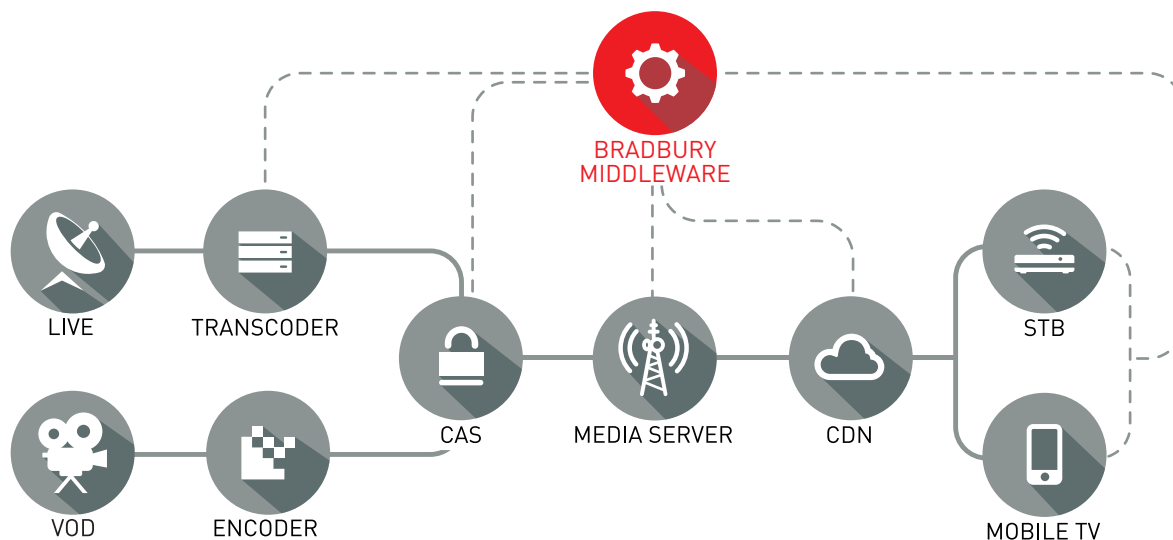 BRADBURY
MIDDLEWARE
LIVE
TRANSCODER
STB
CAS
MEDIA SERVER
CDN
VOD
ENCODER
MOBILE TV